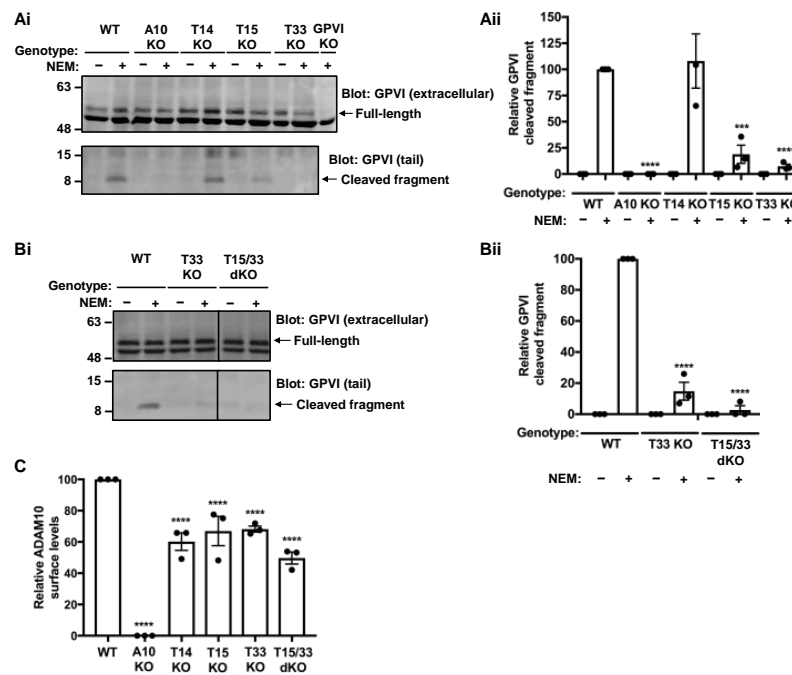 Ai
WT A10 KO T14 KO T15 KO T33 KO GPVI KO
Genotype:
NEM: – + – + – + – + – + +
63
Blot: GPVI (extracellular)
Full-length
48
15
Blot: GPVI (tail)
8
Cleaved fragment
Aii
Relative GPVI cleaved fragment
150
125
100
75
50
25
0
**** *** ****
Genotype: WT A10 KO T14 KO T15 KO T33 KO
NEM: – + – + – + – + – +
Bi
WT T33 KO T15/33 dKO
Genotype:
NEM: – + – + – +
63
Blot: GPVI (extracellular)
Full-length
48
15
Blot: GPVI (tail)
8
Cleaved fragment
Bii
Relative GPVI cleaved fragment
100
80
60
40
20
0
**** ****
Genotype: WT T33 KO T15/33 dKO
NEM: – + – + – +
C
Relative ADAM10 surface levels
100
80
60
40
20
0
**** **** **** **** ****
WT A10 KO T14 KO T15 KO T33 KO T15/33 dKO